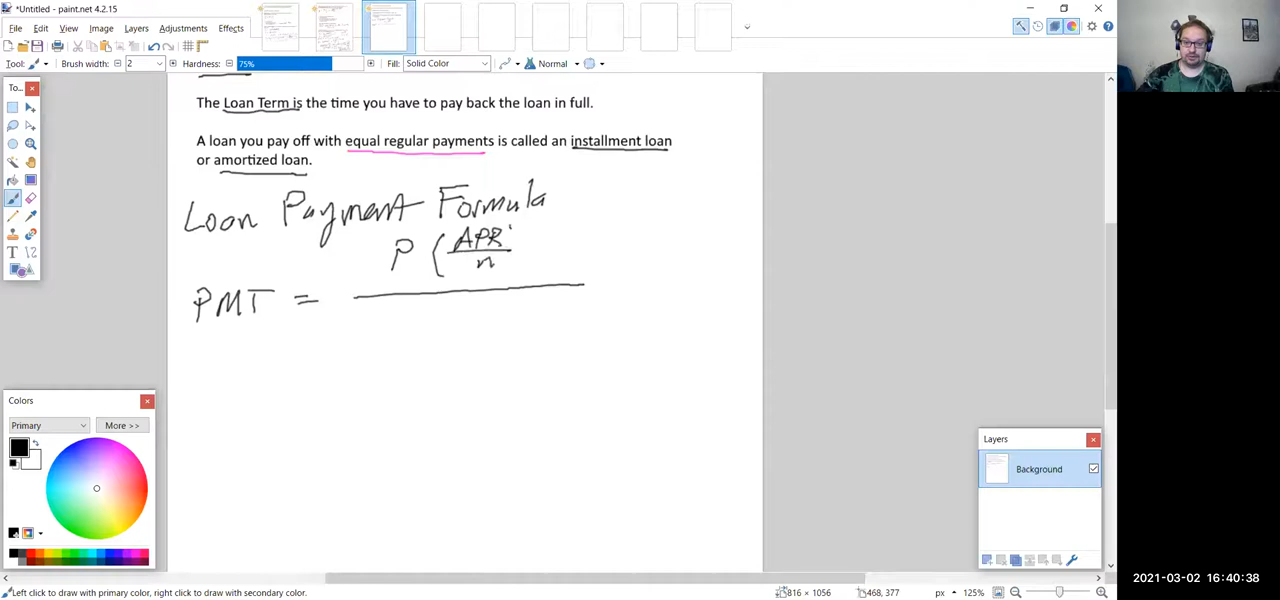 *Untitled - paint.net 4.2.15
File Edit View Image Layers Adjustments Effects
Tool: Brush width: 2 Hardness: 75% Fill: Solid Color Normal
To...
The Loan Term is the time you have to pay back the loan in full.
A loan you pay off with equal regular payments is called an installment loan
or amortized loan.
Loan Payment Formula
P ( APR
n
PMT =
Colors
Primary More >>
Layers
Background
2021-03-02 16:40:38
Left click to draw with primary color, right click to draw with secondary color. 816 × 1056 468, 377 px 125%